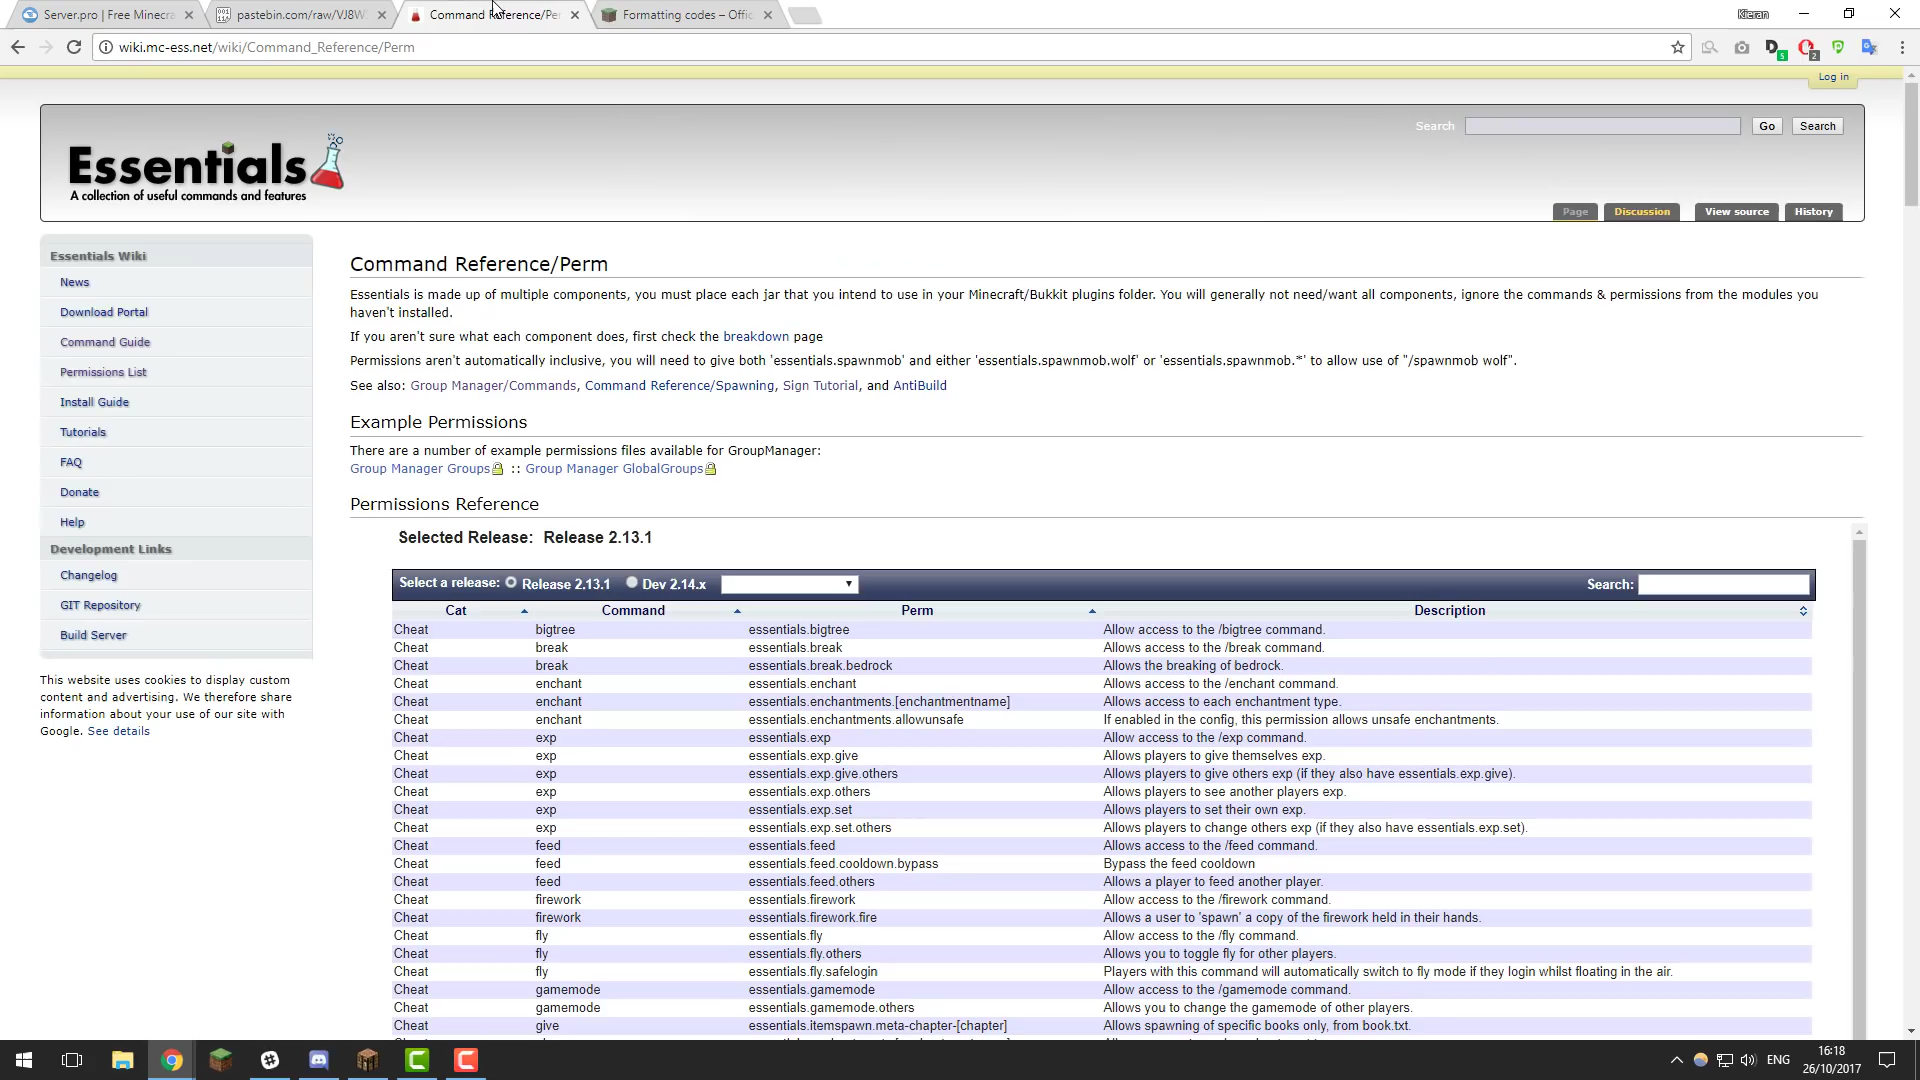 Server.pro | Free Minecra
pastebin.com/raw/VJ8W
Command Reference/Per
Formatting codes – Offic
Kieran
wiki.mc-ess.net/wiki/Command_Reference/Perm
Log in
Essentials
A collection of useful commands and features
Search
Go
Search
Page
Discussion
View source
History
Essentials Wiki
News
Download Portal
Command Guide
Permissions List
Install Guide
Tutorials
FAQ
Donate
Help
Development Links
Changelog
GIT Repository
Build Server
This website uses cookies to display custom
content and advertising. We therefore share
information about your use of our site with
Google. See details
Command Reference/Perm
Essentials is made up of multiple components, you must place each jar that you intend to use in your Minecraft/Bukkit plugins folder. You will generally not need/want all components, ignore the commands & permissions from the modules you
haven't installed.
If you aren't sure what each component does, first check the breakdown page
Permissions aren't automatically inclusive, you will need to give both 'essentials.spawnmob' and either 'essentials.spawnmob.wolf' or 'essentials.spawnmob.*' to allow use of "/spawnmob wolf".
See also: Group Manager/Commands, Command Reference/Spawning, Sign Tutorial, and AntiBuild
Example Permissions
There are a number of example permissions files available for GroupManager:
Group Manager Groups :: Group Manager GlobalGroups
Permissions Reference
Selected Release: Release 2.13.1
Select a release: Release 2.13.1 Dev 2.14.x Search:
Cat Command Perm Description
Cheat bigtree essentials.bigtree Allow access to the /bigtree command.
Cheat break essentials.break Allows access to the /break command.
Cheat break essentials.break.bedrock Allows the breaking of bedrock.
Cheat enchant essentials.enchant Allows access to the /enchant command.
Cheat enchant essentials.enchantments.[enchantmentname] Allows access to each enchantment type.
Cheat enchant essentials.enchantments.allowunsafe If enabled in the config, this permission allows unsafe enchantments.
Cheat exp essentials.exp Allow access to the /exp command.
Cheat exp essentials.exp.give Allows players to give themselves exp.
Cheat exp essentials.exp.give.others Allows players to give others exp (if they also have essentials.exp.give).
Cheat exp essentials.exp.others Allows players to see another players exp.
Cheat exp essentials.exp.set Allows players to set their own exp.
Cheat exp essentials.exp.set.others Allows players to change others exp (if they also have essentials.exp.set).
Cheat feed essentials.feed Allows access to the /feed command.
Cheat feed essentials.feed.cooldown.bypass Bypass the feed cooldown
Cheat feed essentials.feed.others Allows a player to feed another player.
Cheat firework essentials.firework Allow access to the /firework command.
Cheat firework essentials.firework.fire Allows a user to 'spawn' a copy of the firework held in their hands.
Cheat fly essentials.fly Allow access to the /fly command.
Cheat fly essentials.fly.others Allows you to toggle fly for other players.
Cheat fly essentials.fly.safelogin Players with this command will automatically switch to fly mode if they login whilst floating in the air.
Cheat gamemode essentials.gamemode Allow access to the /gamemode command.
Cheat gamemode essentials.gamemode.others Allows you to change the gamemode of other players.
Cheat give essentials.itemspawn.meta-chapter-[chapter] Allows spawning of specific books only, from book.txt.
ENG
16:18
26/10/2017